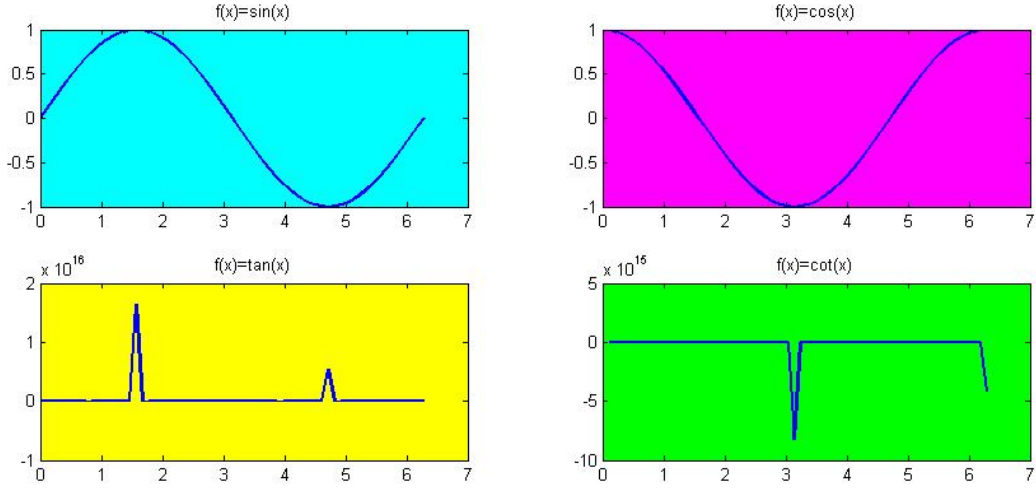 f(x)=sin(x)
1
0.5
0
-0.5
-1
0 1 2 3 4 5 6 7
f(x)=cos(x)
1
0.5
0
-0.5
-1
0 1 2 3 4 5 6 7
x 10^16
f(x)=tan(x)
2
1
0
-1
0 1 2 3 4 5 6 7
x 10^15
f(x)=cot(x)
5
0
-5
-10
0 1 2 3 4 5 6 7